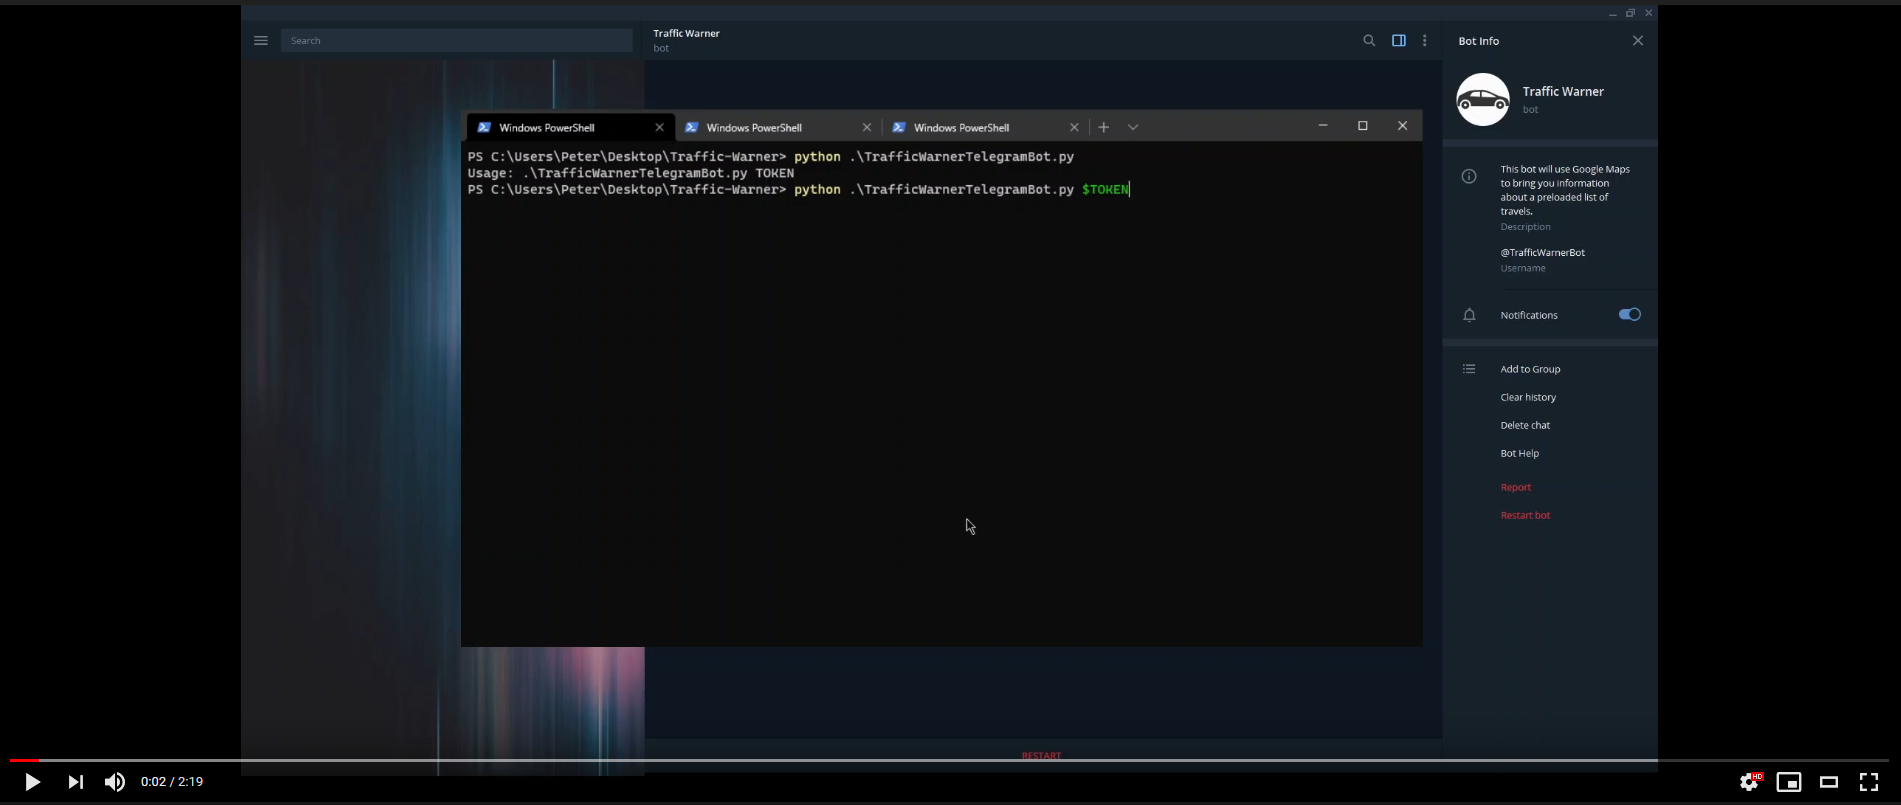 Search
Traffic Warner
bot
Bot Info
Traffic Warner
bot
Windows PowerShell
Windows PowerShell
Windows PowerShell
PS C:\Users\Peter\Desktop\Traffic-Warner> python .\TrafficWarnerTelegramBot.py
Usage: .\TrafficWarnerTelegramBot.py TOKEN
PS C:\Users\Peter\Desktop\Traffic-Warner> python .\TrafficWarnerTelegramBot.py $TOKEN
This bot will use Google Maps
to bring you information
about a preloaded list of
travels.
Description
@TrafficWarnerBot
Username
Notifications
Add to Group
Clear history
Delete chat
Bot Help
Report
Restart bot
RESTART
0:02 / 2:19
HD